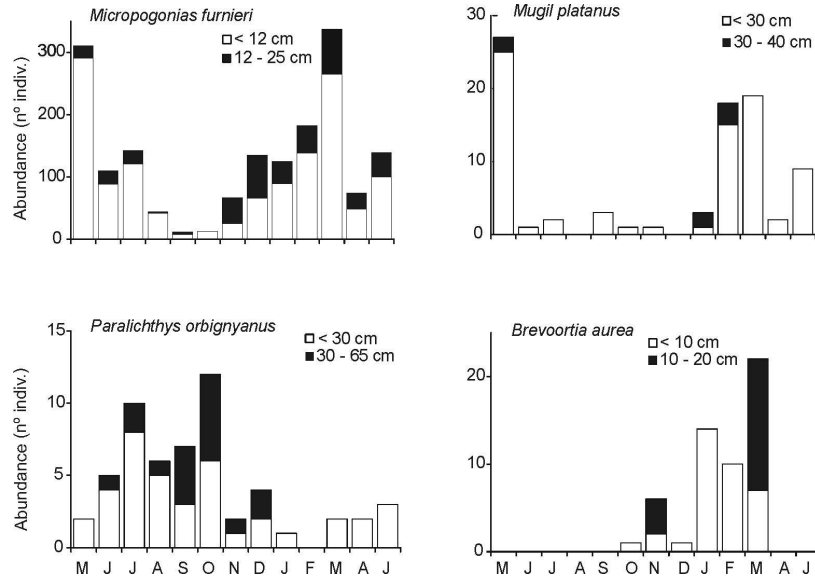 Micropogonias furnieri
< 12 cm
12 - 25 cm
Abundance (nº indiv.)
300
100
0
Mugil platanus
< 30 cm
30 - 40 cm
30
20
10
0
Paralichthys orbignyanus
< 30 cm
30 - 65 cm
Abundance (nº indiv.)
15
10
5
0
M J J A S O N D J F M A J
Brevoortia aurea
< 10 cm
10 - 20 cm
20
10
0
M J J A S O N D J F M A J